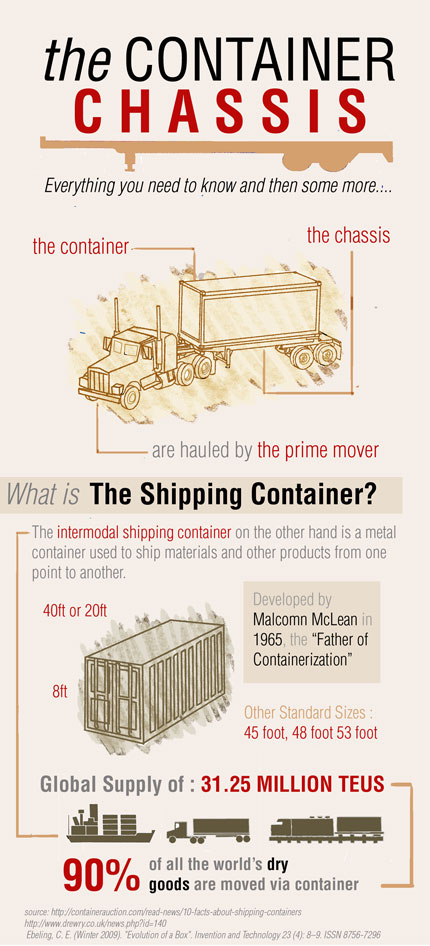 the CONTAINER
CHASSIS
Everything you need to know and then some more....
the container
the chassis
are hauled by the prime mover
What is The Shipping Container?
The intermodal shipping container on the other hand is a metal
container used to ship materials and other products from one
point to another.
40ft or 20ft
8ft
Developed by
Malcomn McLean in
1965, the “Father of
Containerization”
Other Standard Sizes :
45 foot, 48 foot 53 foot
Global Supply of : 31.25 MILLION TEUS
90% of all the world's dry
goods are moved via container
source: http://containerauction.com/read-news/10-facts-about-shipping-containers
http://www.drewry.co.uk/news.php?id=140
Ebeling, C. E. (Winter 2009). "Evolution of a Box". Invention and Technology 23 (4): 8–9. ISSN 8756-7296